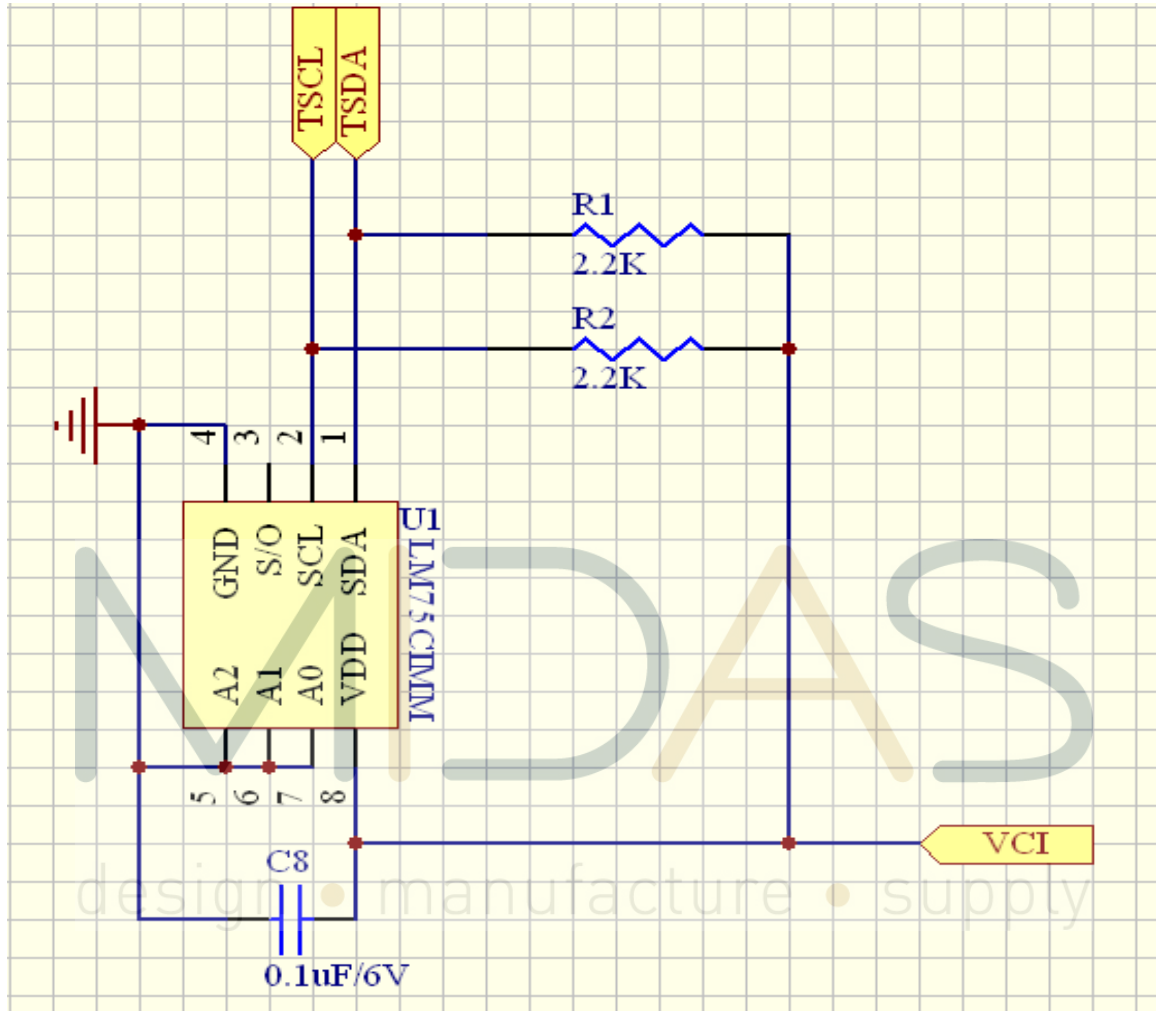 TSCL
TSDA
R1
2.2K
R2
2.2K
4
3
2
1
U1
LM75CIMM
GND
S/O
SCL
SDA
A2
A1
A0
VDD
5
6
7
8
VCI
C8
0.1uF/6V
MIDAS
design • manufacture • supply